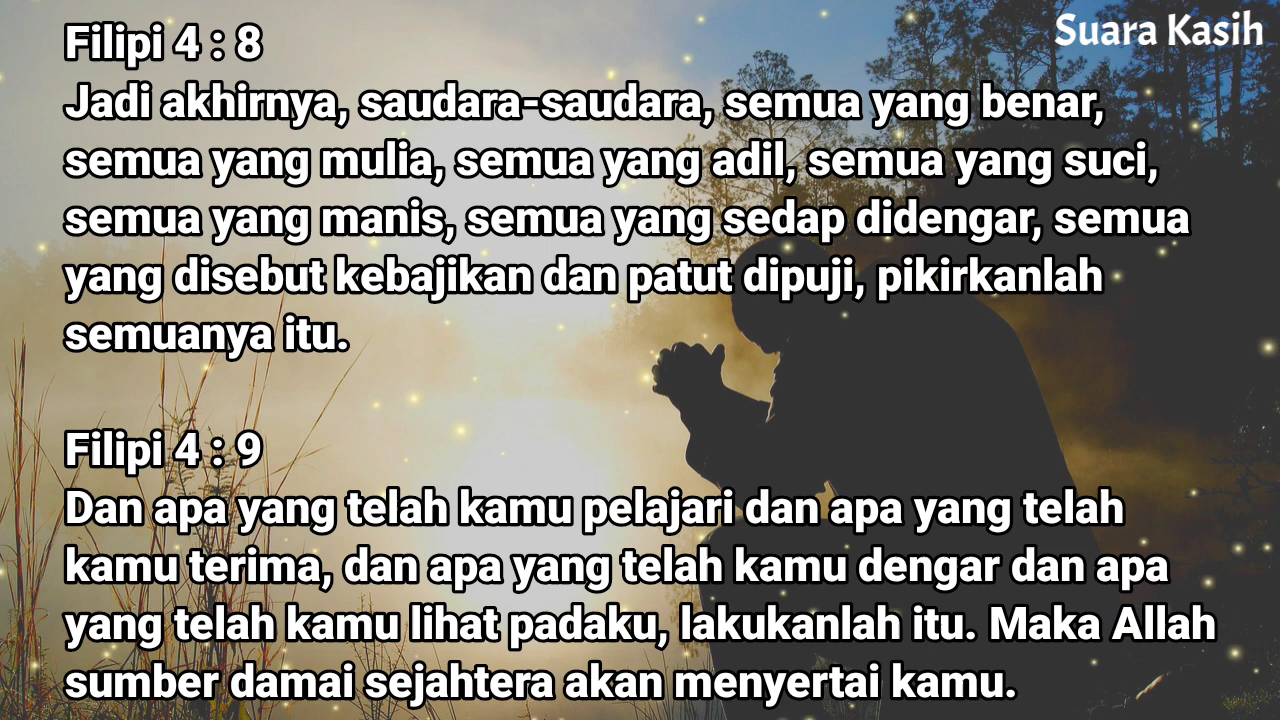 Suara Kasih
Filipi 4 : 8
Jadi akhirnya, saudara-saudara, semua yang benar,
semua yang mulia, semua yang adil, semua yang suci,
semua yang manis, semua yang sedap didengar, semua
yang disebut kebajikan dan patut dipuji, pikirkanlah
semuanya itu.
Filipi 4 : 9
Dan apa yang telah kamu pelajari dan apa yang telah
kamu terima, dan apa yang telah kamu dengar dan apa
yang telah kamu lihat padaku, lakukanlah itu. Maka Allah
sumber damai sejahtera akan menyertai kamu.